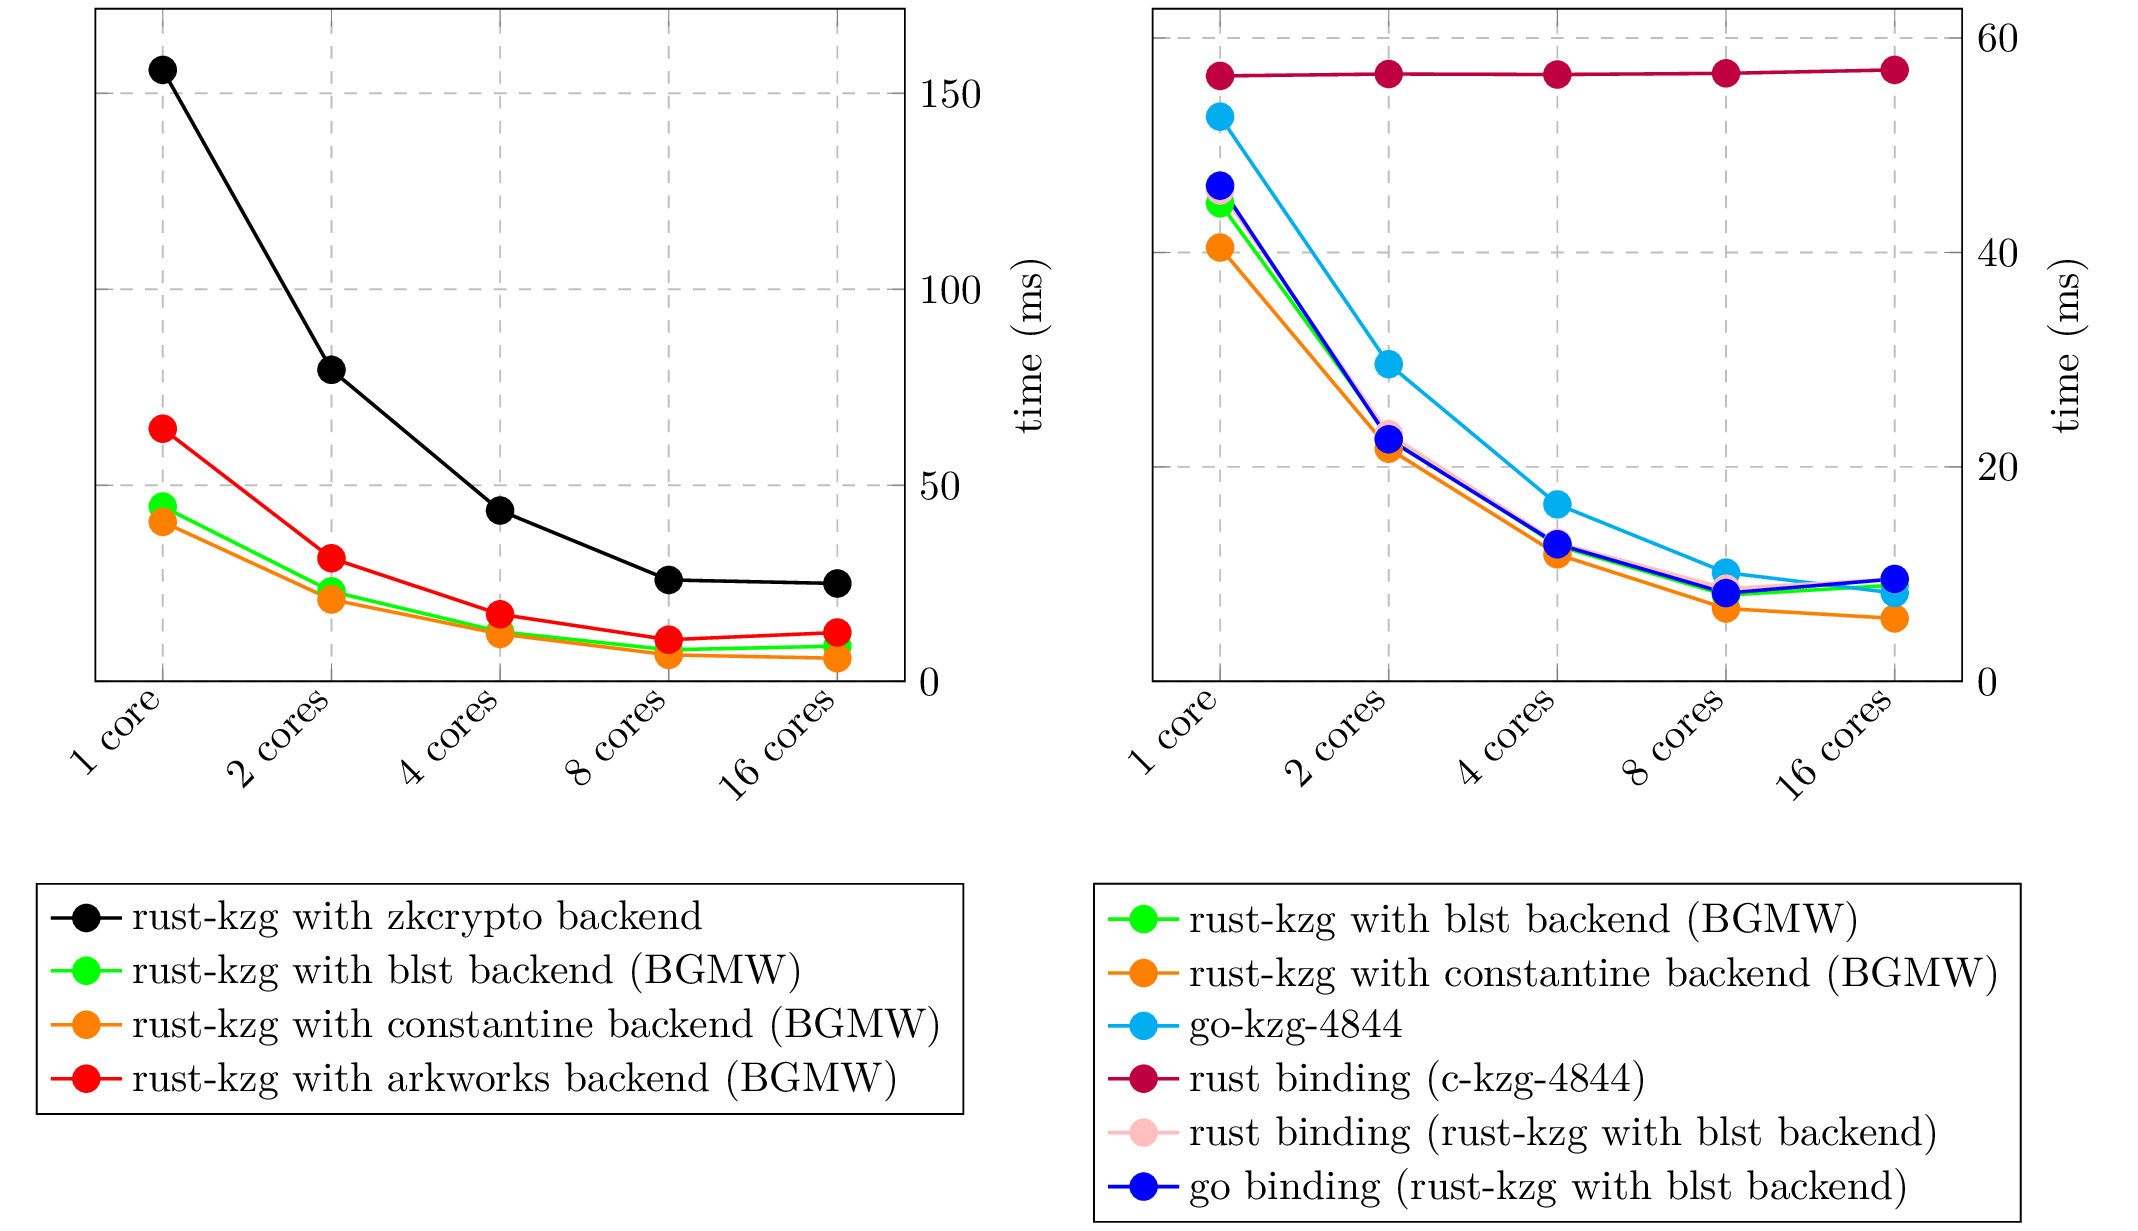 150
100
50
0
time (ms)
1 core
2 cores
4 cores
8 cores
16 cores
rust-kzg with zkcrypto backend
rust-kzg with blst backend (BGMW)
rust-kzg with constantine backend (BGMW)
rust-kzg with arkworks backend (BGMW)
60
40
20
0
time (ms)
1 core
2 cores
4 cores
8 cores
16 cores
rust-kzg with blst backend (BGMW)
rust-kzg with constantine backend (BGMW)
go-kzg-4844
rust binding (c-kzg-4844)
rust binding (rust-kzg with blst backend)
go binding (rust-kzg with blst backend)